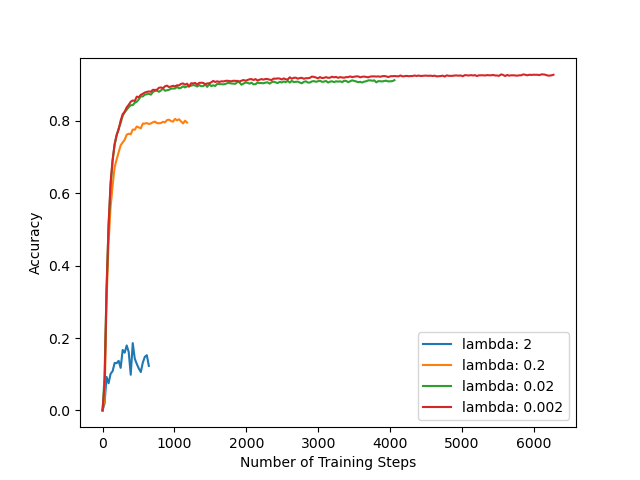 Accuracy
0.8
0.6
0.4
0.2
0.0
0 1000 2000 3000 4000 5000 6000
Number of Training Steps
lambda: 2
lambda: 0.2
lambda: 0.02
lambda: 0.002